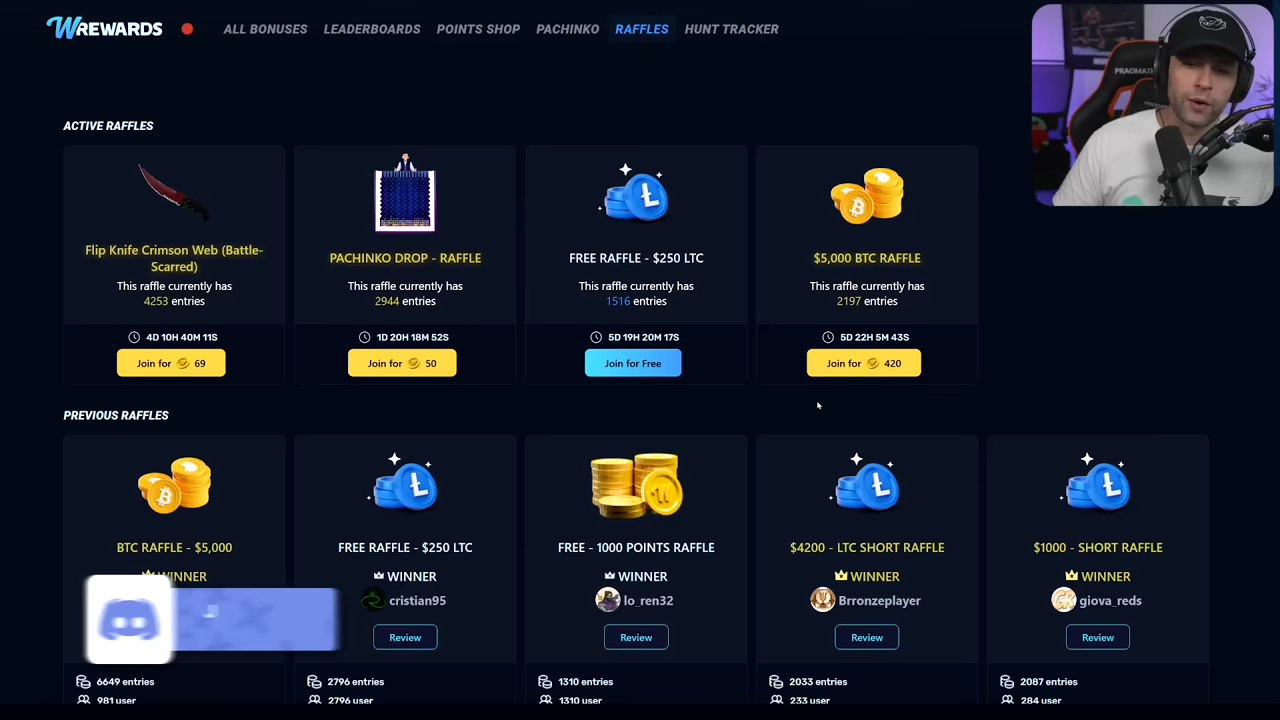 WREWARDS
ALL BONUSES LEADERBOARDS POINTS SHOP PACHINKO RAFFLES HUNT TRACKER
ACTIVE RAFFLES
Flip Knife Crimson Web (Battle-
Scarred)
This raffle currently has
4253 entries
4D 10H 40M 11S
Join for 69
PACHINKO DROP - RAFFLE
This raffle currently has
2944 entries
1D 20H 18M 52S
Join for 50
FREE RAFFLE - $250 LTC
This raffle currently has
1516 entries
5D 19H 20M 17S
Join for Free
$5,000 BTC RAFFLE
This raffle currently has
2197 entries
5D 22H 5M 43S
Join for 420
PREVIOUS RAFFLES
BTC RAFFLE - $5,000
WINNER
6649 entries
981 user
FREE RAFFLE - $250 LTC
WINNER
cristian95
Review
2796 entries
2796 user
FREE - 1000 POINTS RAFFLE
WINNER
lo_ren32
Review
1310 entries
1310 user
$4200 - LTC SHORT RAFFLE
WINNER
Brronzeplayer
Review
2033 entries
233 user
$1000 - SHORT RAFFLE
WINNER
giova_reds
Review
2087 entries
284 user